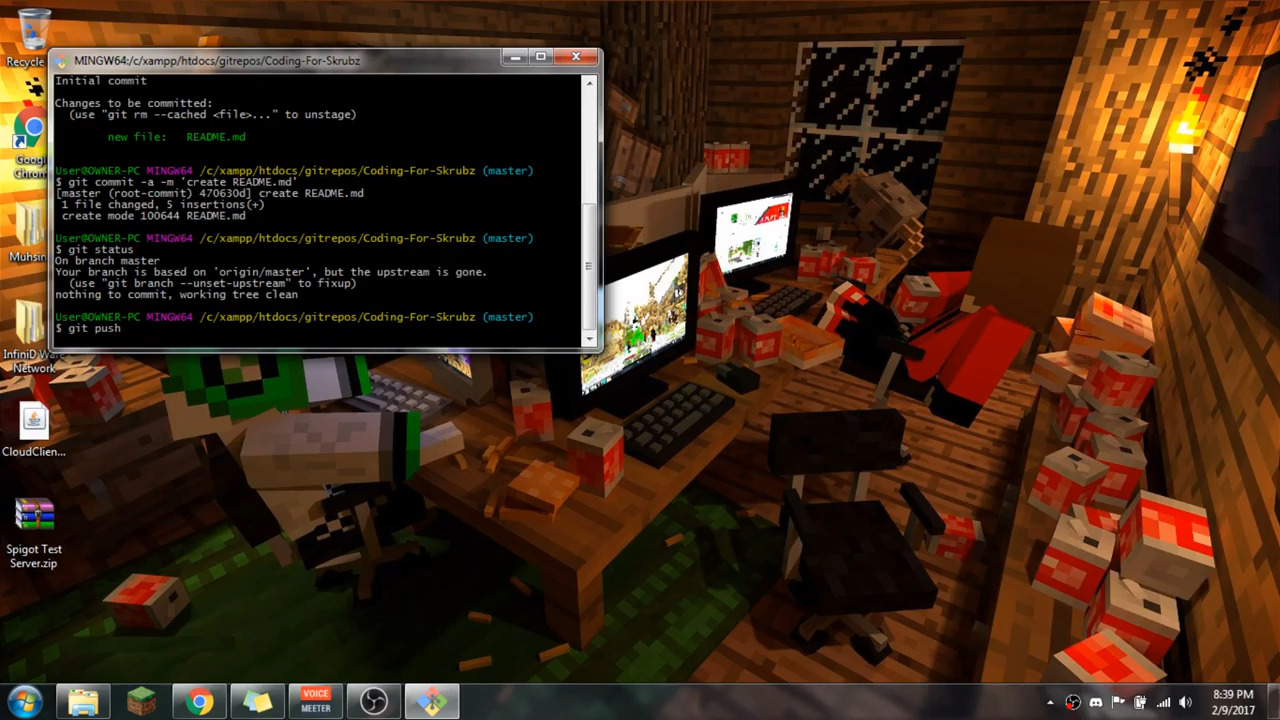 Recycle
MINGW64:/c/xampp/htdocs/gitrepos/Coding-For-Skrubz
Initial commit
Changes to be committed:
(use "git rm --cached <file>..." to unstage)
new file: README.md
User@OWNER-PC MINGW64 /c/xampp/htdocs/gitrepos/Coding-For-Skrubz (master)
$ git commit -a -m 'create README.md'
[master (root-commit) 470630d] create README.md
1 file changed, 5 insertions(+)
create mode 100644 README.md
User@OWNER-PC MINGW64 /c/xampp/htdocs/gitrepos/Coding-For-Skrubz (master)
$ git status
On branch master
Your branch is based on 'origin/master', but the upstream is gone.
(use "git branch --unset-upstream" to fixup)
nothing to commit, working tree clean
User@OWNER-PC MINGW64 /c/xampp/htdocs/gitrepos/Coding-For-Skrubz (master)
$ git push
Goog
Chrom
Muhsin
InfiniD Wa
Network
CloudClien...
Spigot Test
Server.zip
VOICE
MEETER
8:39 PM
2/9/2017